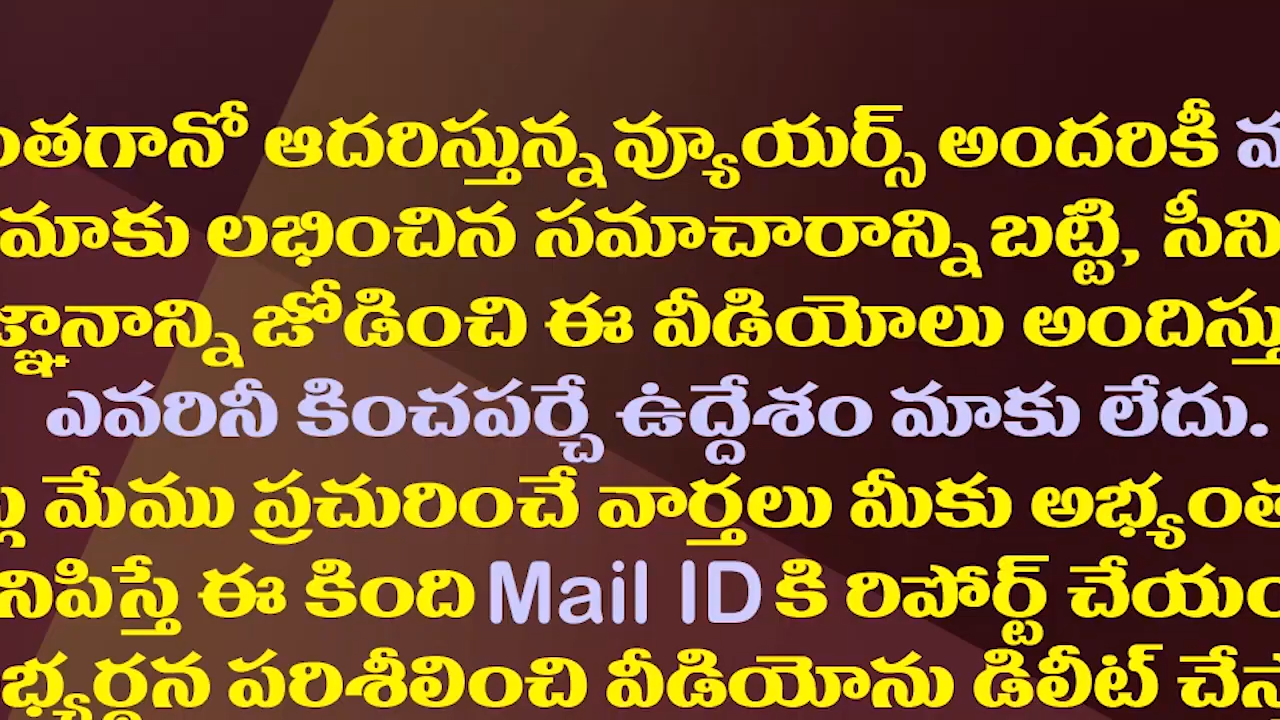 ఆదరిస్తున్న వ్యూయర్స్ అందరికీ
మాకు లభించిన సమాచారాన్ని బట్టి,
జోడించి ఈ వీడియోలు
ఎవరినీ కించపర్చే ఉద్దేశం మాకు లేదు.
మేము ప్రచురించే వార్తలు మీకు
ఈ కింది Mail ID కి రిపోర్ట్
పరిశీలించి వీడియోను డిలీట్